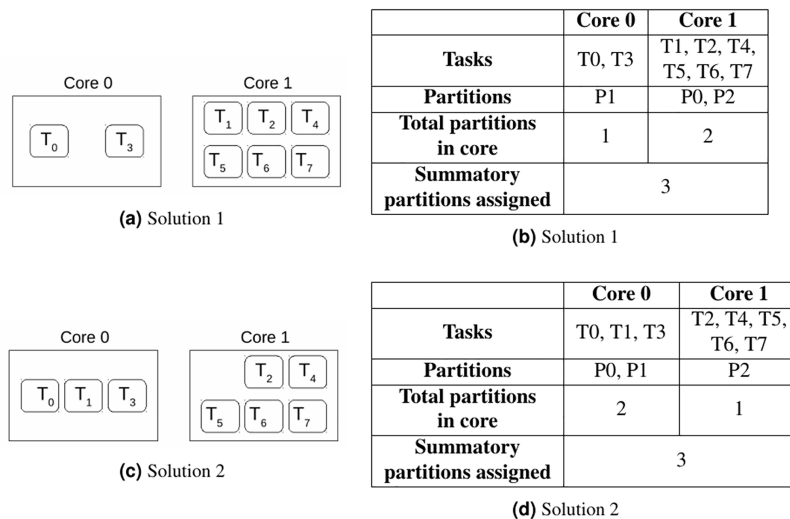 Core 0
Core 1
T0
T3
T1
T2
T4
T5
T6
T7
(a) Solution 1
Core 0 Core 1
Tasks T0, T3 T1, T2, T4,
T5, T6, T7
Partitions P1 P0, P2
Total partitions
in core 1 2
Summatory
partitions assigned 3
(b) Solution 1
Core 0
Core 1
T0
T1
T3
T2
T4
T5
T6
T7
(c) Solution 2
Core 0 Core 1
Tasks T0, T1, T3 T2, T4, T5,
T6, T7
Partitions P0, P1 P2
Total partitions
in core 2 1
Summatory
partitions assigned 3
(d) Solution 2